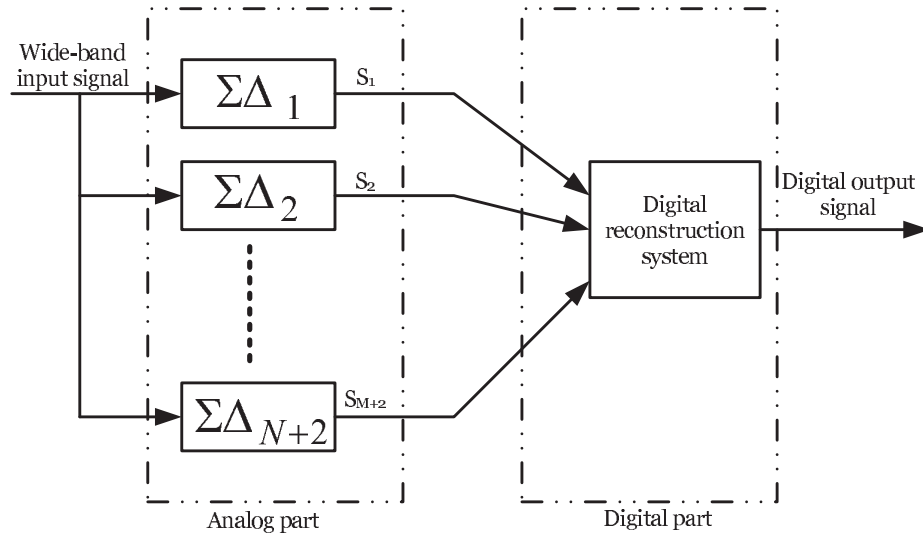 Wide-band
input signal
ΣΔ 1
S1
ΣΔ 2
S2
ΣΔ N+2
SM+2
Digital
reconstruction
system
Digital output
signal
Analog part
Digital part